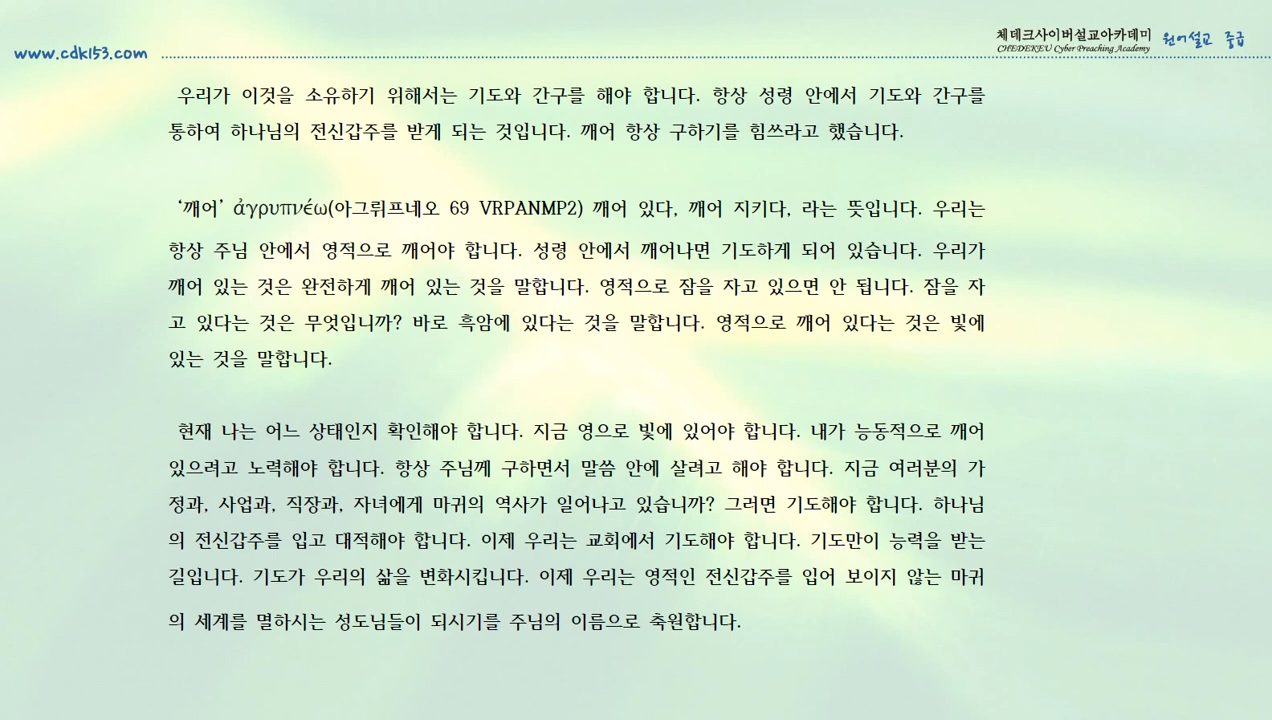 www.cdk153.com
체데크사이버설교아카데미 원어설교 중급
CHEDEKEU Cyber Preaching Academy
우리가 이것을 소유하기 위해서는 기도와 간구를 해야 합니다. 항상 성령 안에서 기도와 간구를
통하여 하나님의 전신갑주를 받게 되는 것입니다. 깨어 항상 구하기를 힘쓰라고 했습니다.
‘깨어’ ἀγρυπνέω(아그뤼프네오 69 VRPANMP2) 깨어 있다, 깨어 지키다, 라는 뜻입니다. 우리는
항상 주님 안에서 영적으로 깨어야 합니다. 성령 안에서 깨어나면 기도하게 되어 있습니다. 우리가
깨어 있는 것은 완전하게 깨어 있는 것을 말합니다. 영적으로 잠을 자고 있으면 안 됩니다. 잠을 자
고 있다는 것은 무엇입니까? 바로 흑암에 있다는 것을 말합니다. 영적으로 깨어 있다는 것은 빛에
있는 것을 말합니다.
현재 나는 어느 상태인지 확인해야 합니다. 지금 영으로 빛에 있어야 합니다. 내가 능동적으로 깨어
있으려고 노력해야 합니다. 항상 주님께 구하면서 말씀 안에 살려고 해야 합니다. 지금 여러분의 가
정과, 사업과, 직장과, 자녀에게 마귀의 역사가 일어나고 있습니까? 그러면 기도해야 합니다. 하나님
의 전신갑주를 입고 대적해야 합니다. 이제 우리는 교회에서 기도해야 합니다. 기도만이 능력을 받는
길입니다. 기도가 우리의 삶을 변화시킵니다. 이제 우리는 영적인 전신갑주를 입어 보이지 않는 마귀
의 세계를 멸하시는 성도님들이 되시기를 주님의 이름으로 축원합니다.